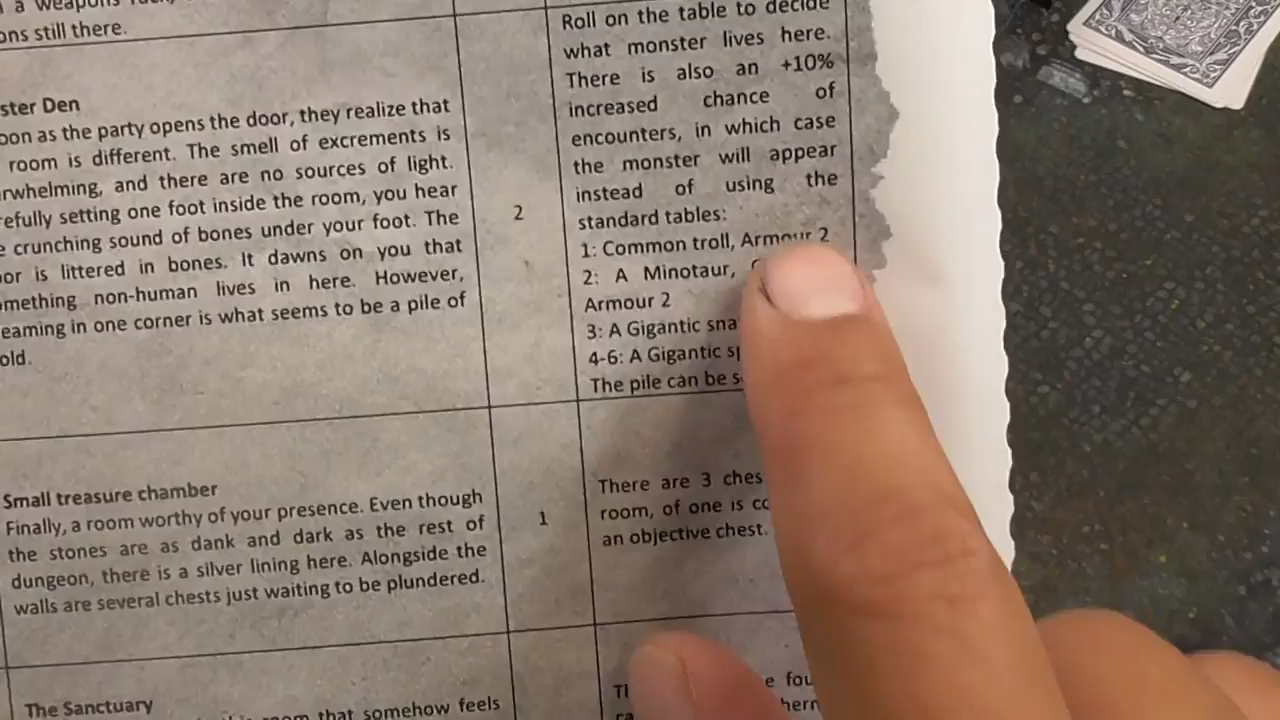 a weapons
ons still there.
Roll on the table to decide
what monster lives here.
There is also an +10%
increased chance of
encounters, in which case
the monster will appear
instead of using the
standard tables:
1: Common troll, Armour 2
2: A Minotaur,
Armour 2
3: A Gigantic
4-6: A Gigantic
The pile can be
ster Den
oon as the party opens the door, they realize that
room is different. The smell of excrements is
rwhelming, and there are no sources of light.
refully setting one foot inside the room, you hear
e crunching sound of bones under your foot. The
oor is littered in bones. It dawns on you that
omething non-human lives in here. However,
eaming in one corner is what seems to be a pile of
old.
2
Small treasure chamber
Finally, a room worthy of your presence. Even though
the stones are as dank and dark as the rest of
dungeon, there is a silver lining here. Alongside the
walls are several chests just waiting to be plundered.
1
There are 3
room, of one is
an objective chest.
The Sanctuary
room that somehow feels